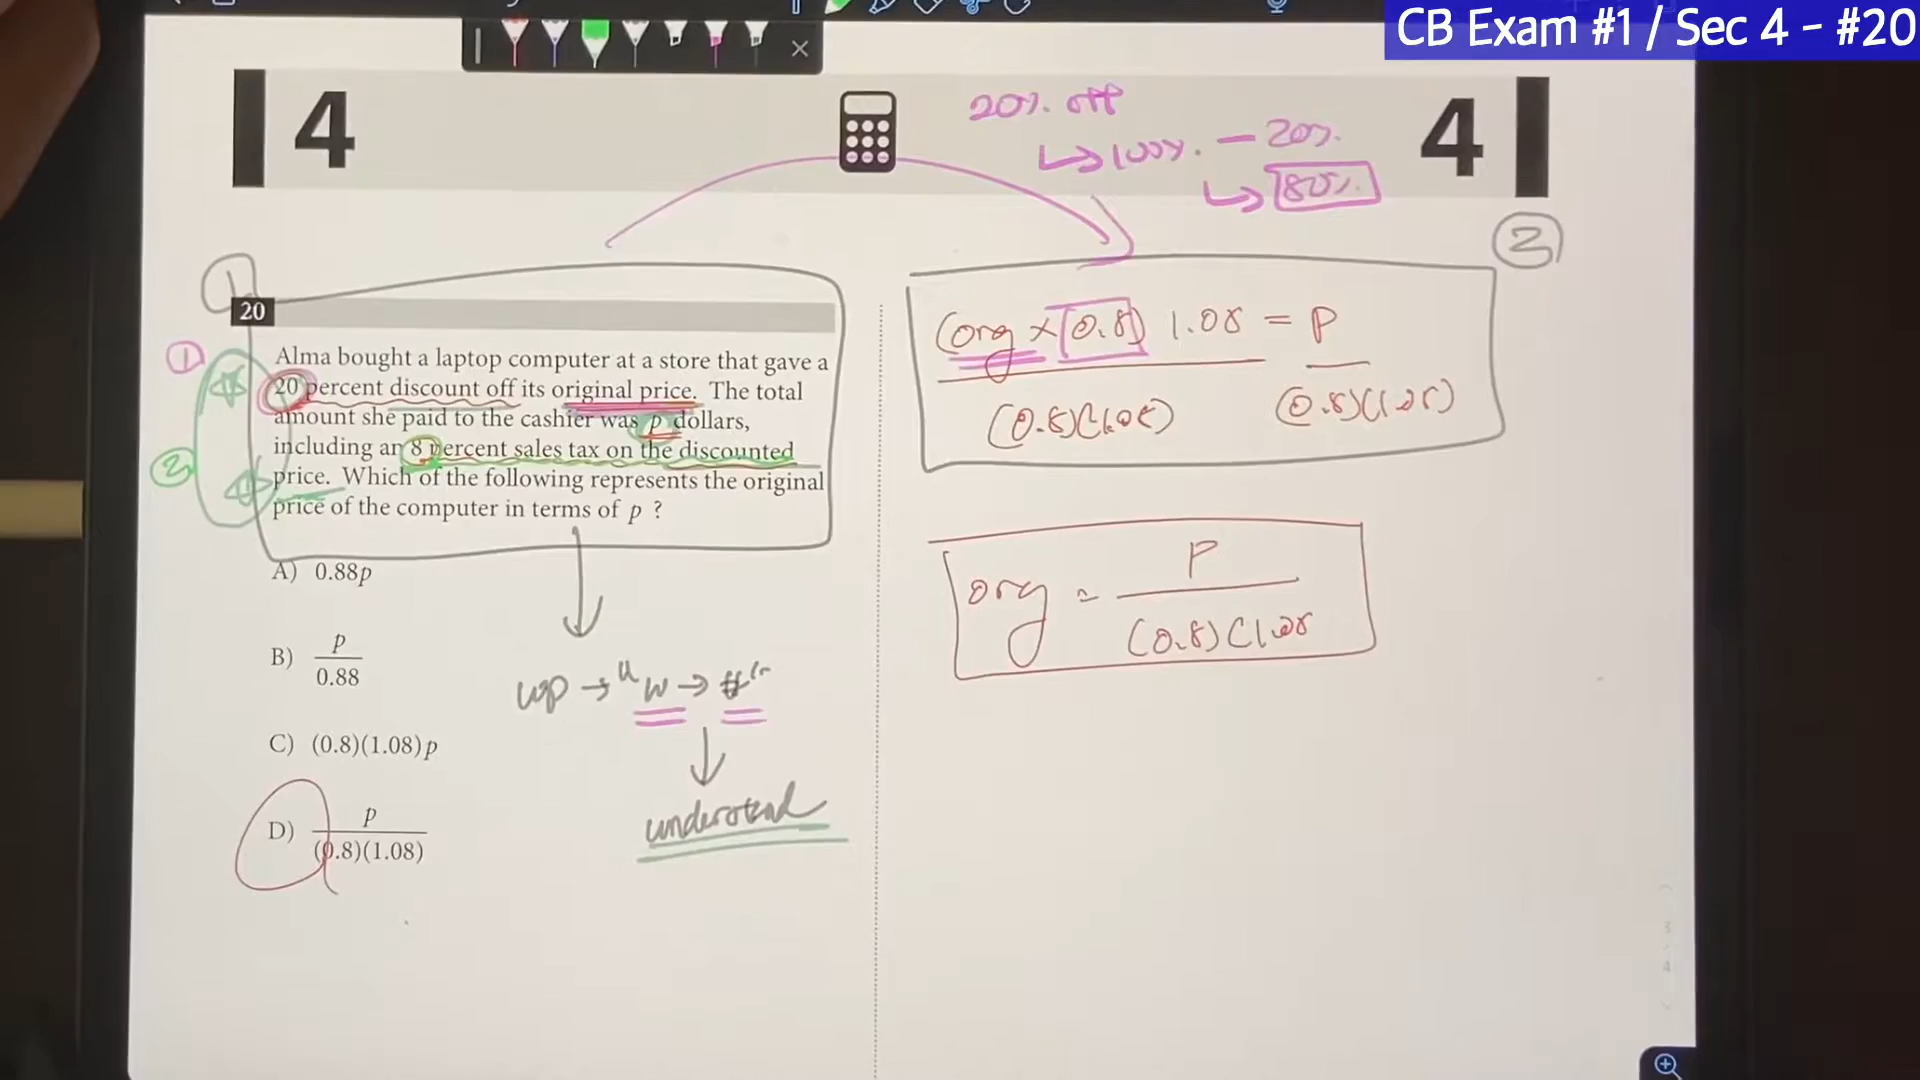 CB Exam #1 / Sec 4 - #20
4
4
20% off
↳ 100% - 20%
↳ 80%
1
2
20
1
2
Alma bought a laptop computer at a store that gave a
20 percent discount off its original price. The total
amount she paid to the cashier was p dollars,
including an 8 percent sales tax on the discounted
price. Which of the following represents the original
price of the computer in terms of p ?
A) 0.88p
B) p
0.88
C) (0.8)(1.08)p
D) p
(0.8)(1.08)
wp → "w → #"
understand
(org × 0.8) 1.08 = P
(0.8)(1.08) (0.8)(1.08)
org = P
(0.8)(1.08